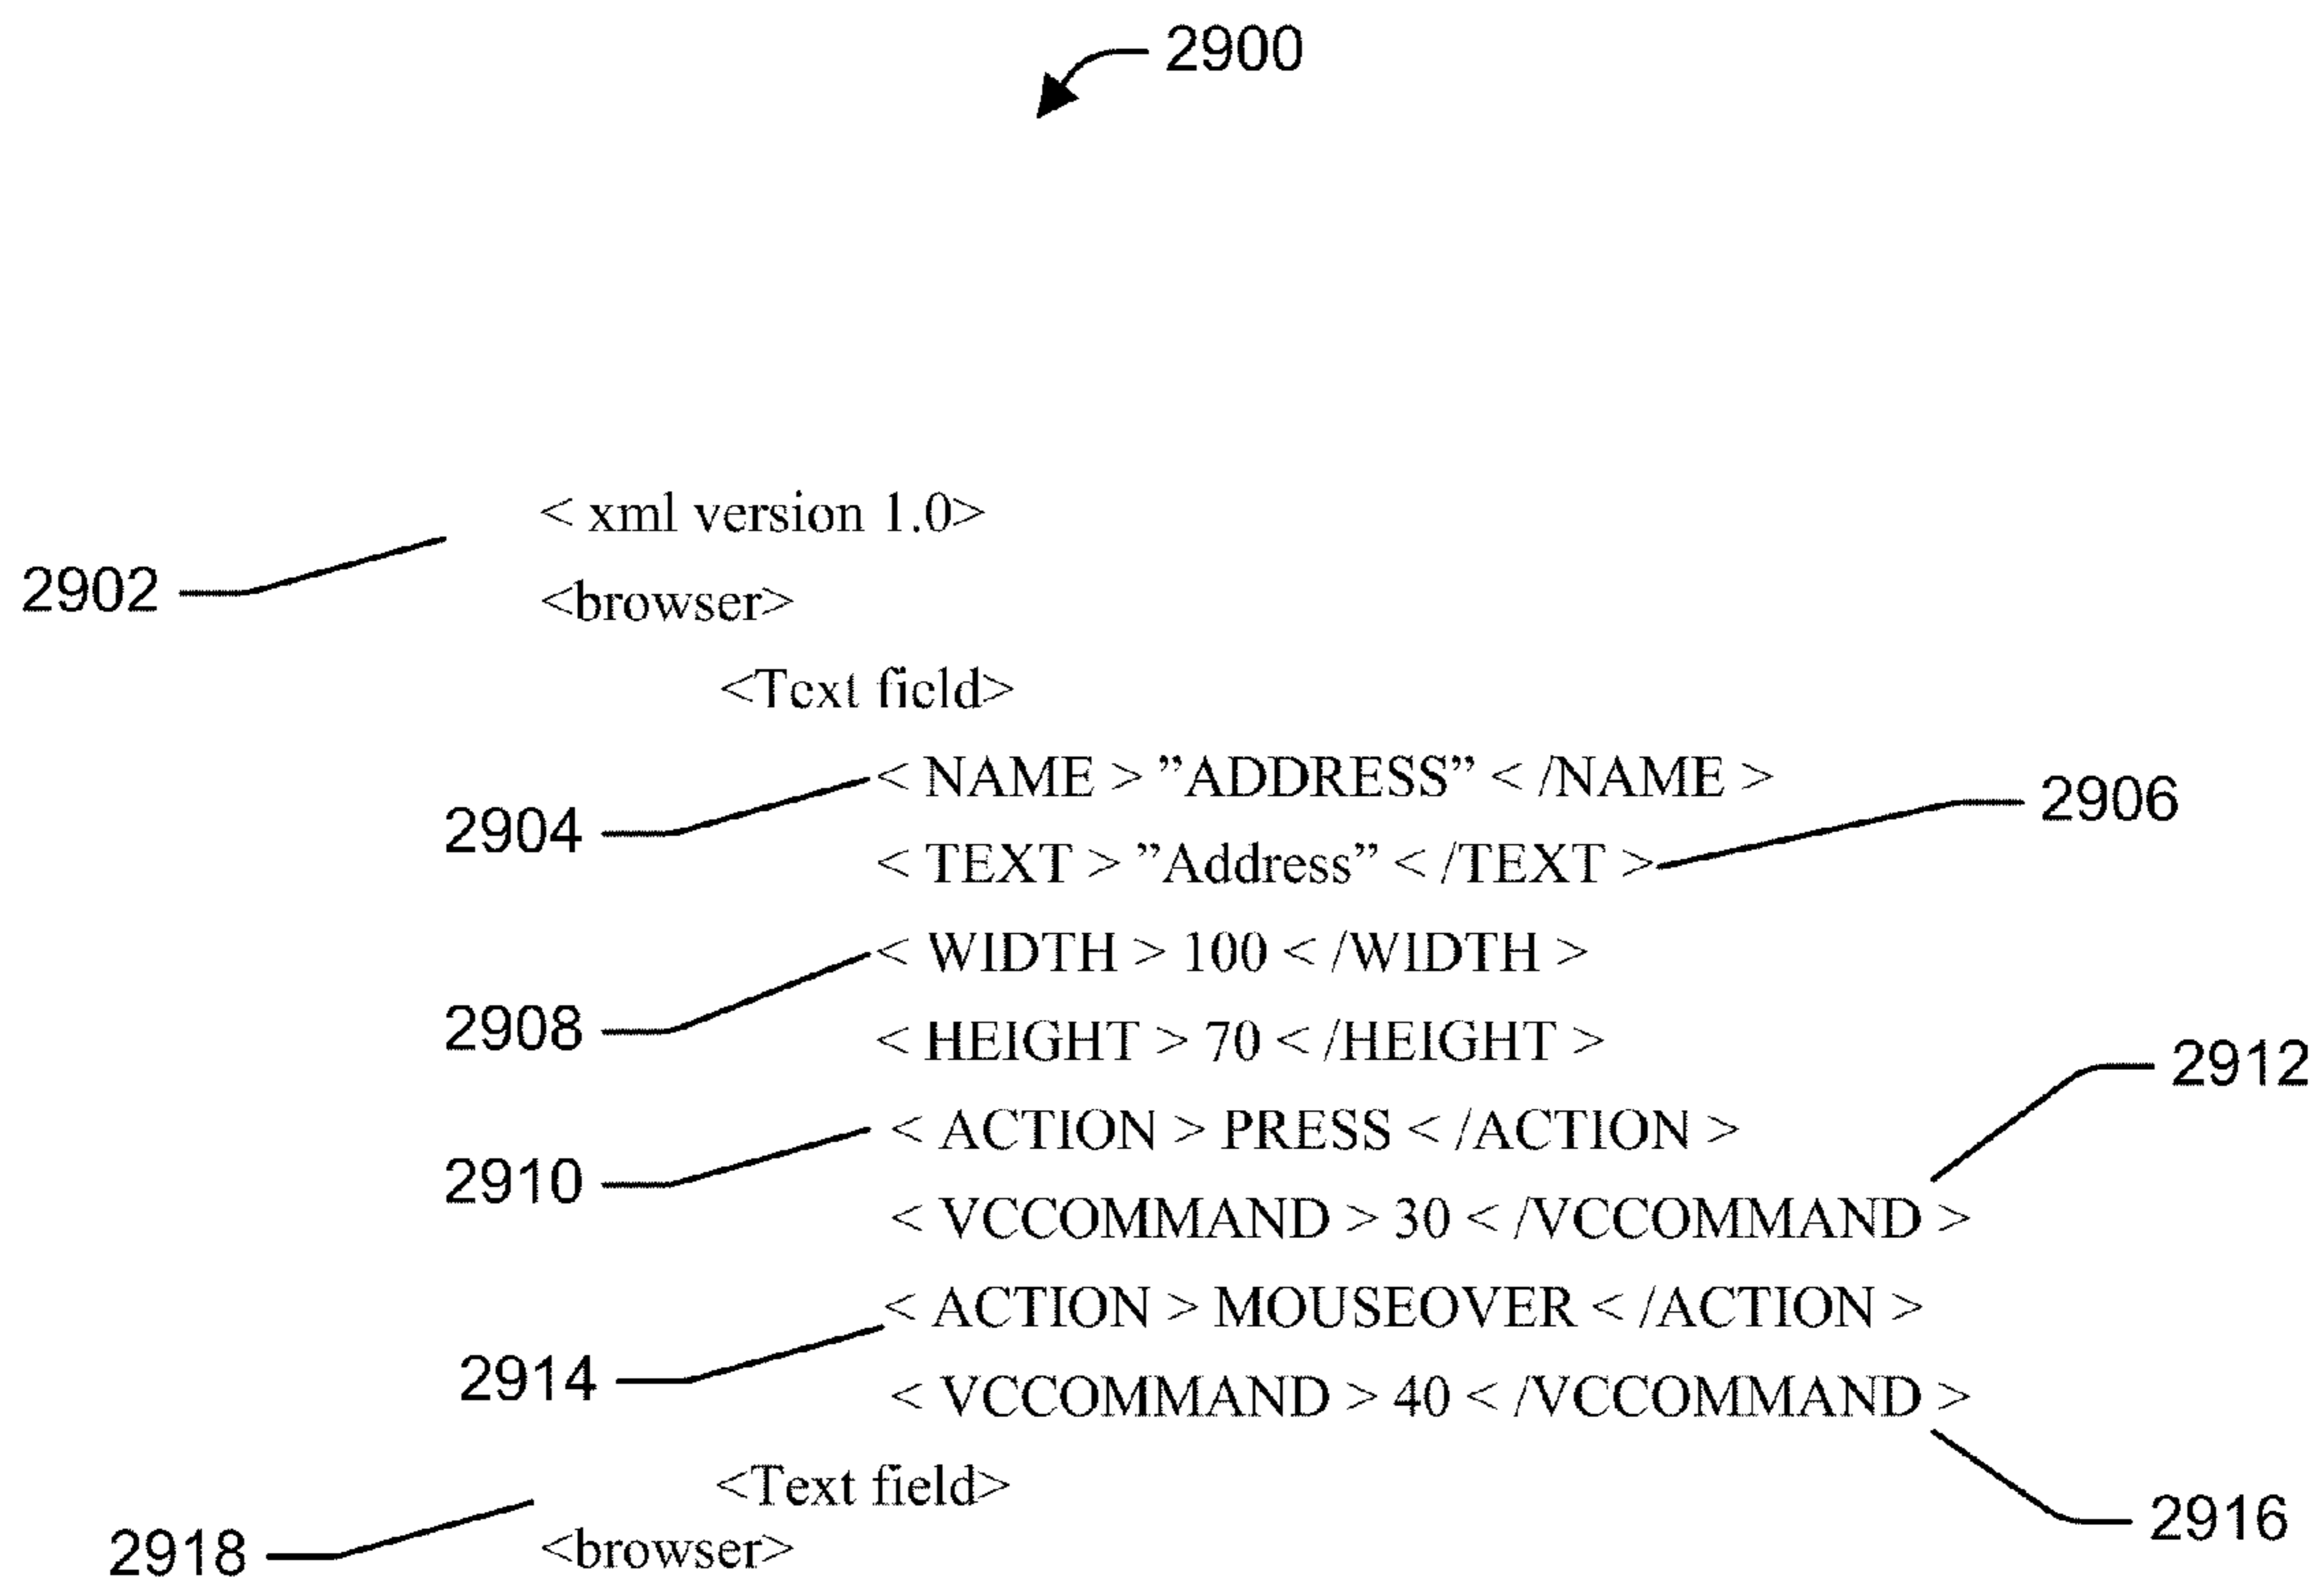 2900
< xml version 1.0>
2902
<browser>
<Text field>
< NAME > ”ADDRESS” < /NAME >
2904
2906
< TEXT > ”Address” < /TEXT >
< WIDTH > 100 < /WIDTH >
2908
< HEIGHT > 70 < /HEIGHT >
2912
< ACTION > PRESS < /ACTION >
2910
< VCCOMMAND > 30 < /VCCOMMAND >
< ACTION > MOUSEOVER < /ACTION >
2914
< VCCOMMAND > 40 < /VCCOMMAND >
<Text field>
2916
2918
<browser>